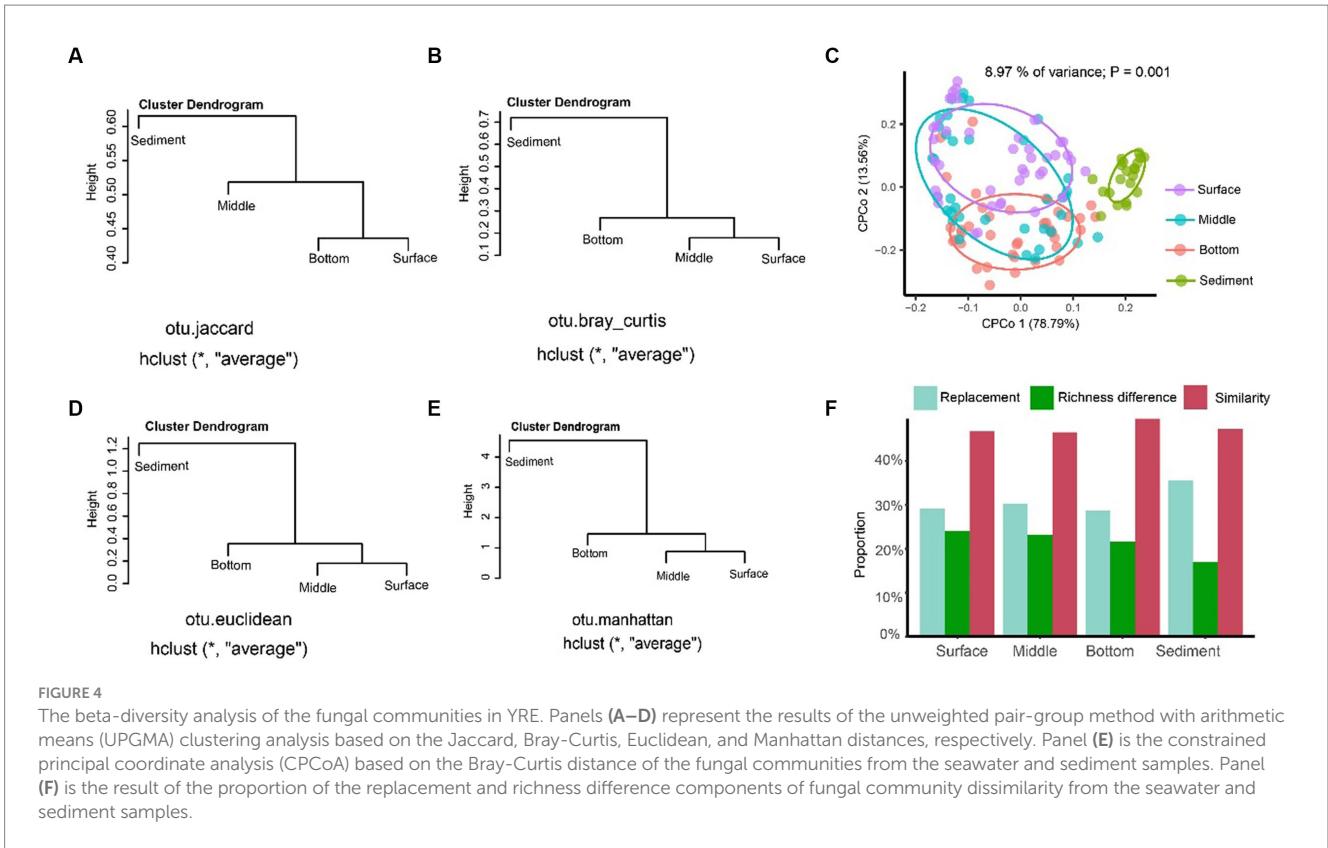 A
Cluster Dendrogram
Height
0.40 0.45 0.50 0.55 0.60
Sediment
Middle
Bottom
Surface
otu.jaccard
hclust (*, "average")
B
Cluster Dendrogram
Height
0.1 0.2 0.3 0.4 0.5 0.6 0.7
Sediment
Bottom
Middle
Surface
otu.bray_curtis
hclust (*, "average")
C
8.97 % of variance; P = 0.001
CPCo 2 (13.56%)
0.2
0.0
−0.2
−0.2 −0.1 0.0 0.1 0.2
CPCo 1 (78.79%)
Surface
Middle
Bottom
Sediment
D
Cluster Dendrogram
Height
0.0 0.2 0.4 0.6 0.8 1.0 1.2
Sediment
Bottom
Middle
Surface
otu.euclidean
hclust (*, "average")
E
Cluster Dendrogram
Height
0 1 2 3 4
Sediment
Bottom
Middle
Surface
otu.manhattan
hclust (*, "average")
F
Replacement Richness difference Similarity
Proportion
40%
30%
20%
10%
0%
Surface Middle Bottom Sediment
FIGURE 4
The beta-diversity analysis of the fungal communities in YRE. Panels (A–D) represent the results of the unweighted pair-group method with arithmetic
means (UPGMA) clustering analysis based on the Jaccard, Bray-Curtis, Euclidean, and Manhattan distances, respectively. Panel (E) is the constrained
principal coordinate analysis (CPCoA) based on the Bray-Curtis distance of the fungal communities from the seawater and sediment samples. Panel
(F) is the result of the proportion of the replacement and richness difference components of fungal community dissimilarity from the seawater and
sediment samples.